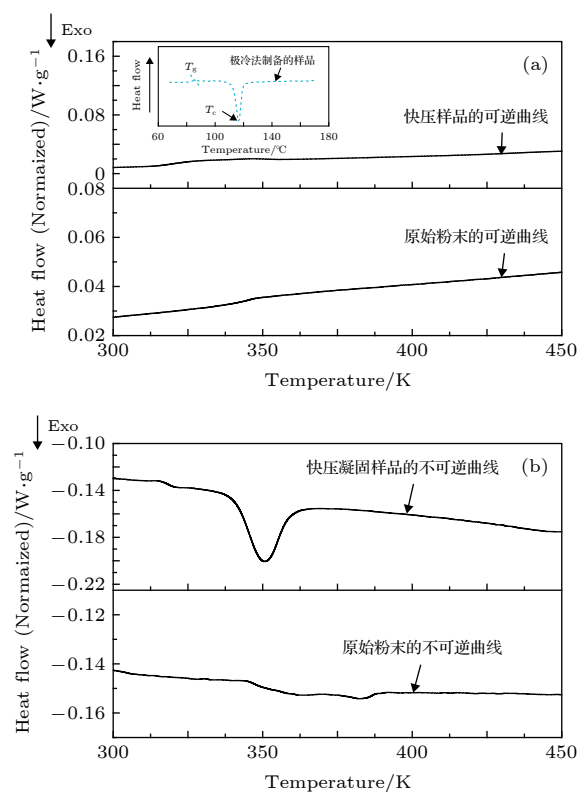 Exo
(a)
0.16
0.08
0
Heat flow
T_g
极冷法制备的样品
T_c
60 100 140 180
Temperature/℃
快压样品的可逆曲线
0.08
0.06
0.04
0.02
原始粉末的可逆曲线
Heat flow (Normaized)/W·g⁻¹
300 350 400 450
Temperature/K
Exo
(b)
−0.10
−0.14
−0.18
−0.22
快压凝固样品的不可逆曲线
−0.12
−0.14
−0.16
原始粉末的不可逆曲线
Heat flow (Normaized)/W·g⁻¹
300 350 400 450
Temperature/K